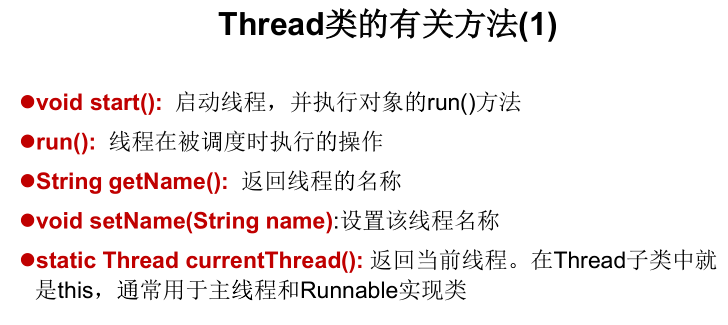 Thread类的有关方法(1)
●void start(): 启动线程，并执行对象的run()方法
●run(): 线程在被调度时执行的操作
●String getName(): 返回线程的名称
●void setName(String name):设置该线程名称
●static Thread currentThread(): 返回当前线程。在Thread子类中就
是this，通常用于主线程和Runnable实现类